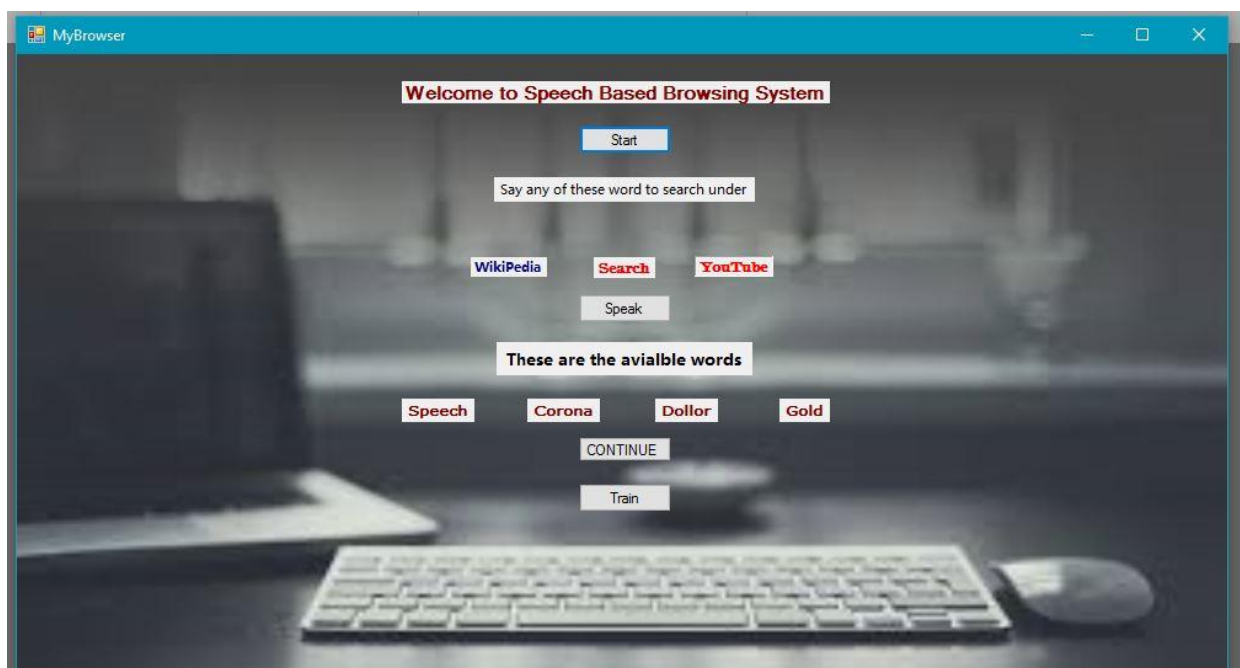 MyBrowser
Welcome to Speech Based Browsing System
Start
Say any of these word to search under
WikiPedia Search YouTube
Speak
These are the avialble words
Speech Corona Dollor Gold
CONTINUE
Train